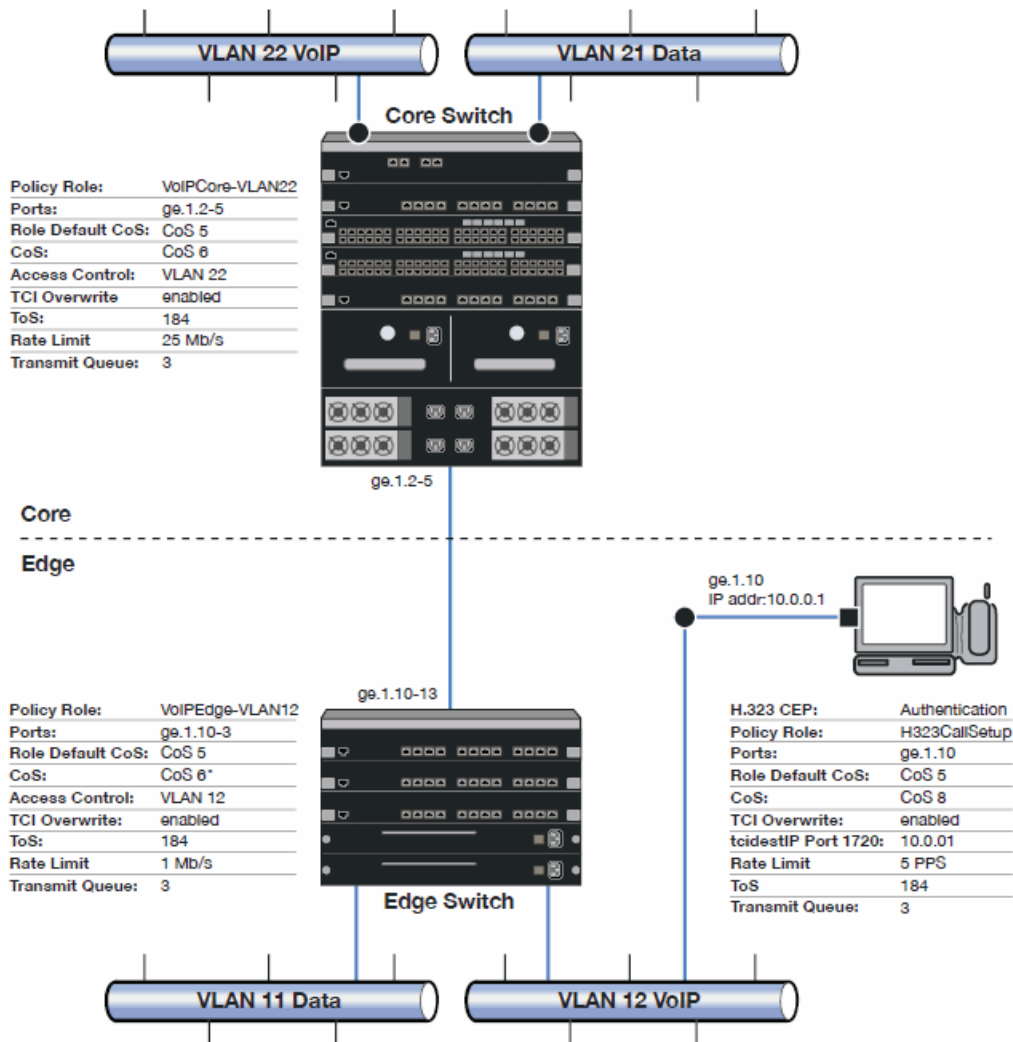 VLAN 22 VoIP
VLAN 21 Data
Core Switch
Policy Role: VoIPCore-VLAN22
Ports: ge.1.2-5
Role Default CoS: CoS 5
CoS: CoS 6
Access Control: VLAN 22
TCI Overwrite enabled
ToS: 184
Rate Limit 25 Mb/s
Transmit Queue: 3
ge.1.2-5
Core
Edge
ge.1.10
IP addr:10.0.0.1
ge.1.10-13
Policy Role: VoIPEdge-VLAN12
Ports: ge.1.10-3
Role Default CoS: CoS 5
CoS: CoS 6*
Access Control: VLAN 12
TCI Overwrite: enabled
ToS: 184
Rate Limit 1 Mb/s
Transmit Queue: 3
H.323 CEP: Authentication
Policy Role: H323CallSetup
Ports: ge.1.10
Role Default CoS: CoS 5
CoS: CoS 8
TCI Overwrite: enabled
tcidestIP Port 1720: 10.0.01
Rate Limit 5 PPS
ToS 184
Transmit Queue: 3
Edge Switch
VLAN 11 Data
VLAN 12 VoIP